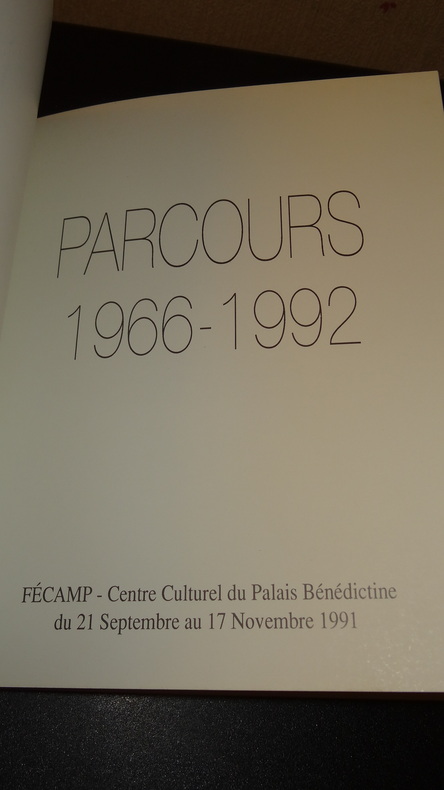 PARCOURS
1966-1992
FÉCAMP - Centre Culturel du Palais Bénédictine
du 21 Septembre au 17 Novembre 1991